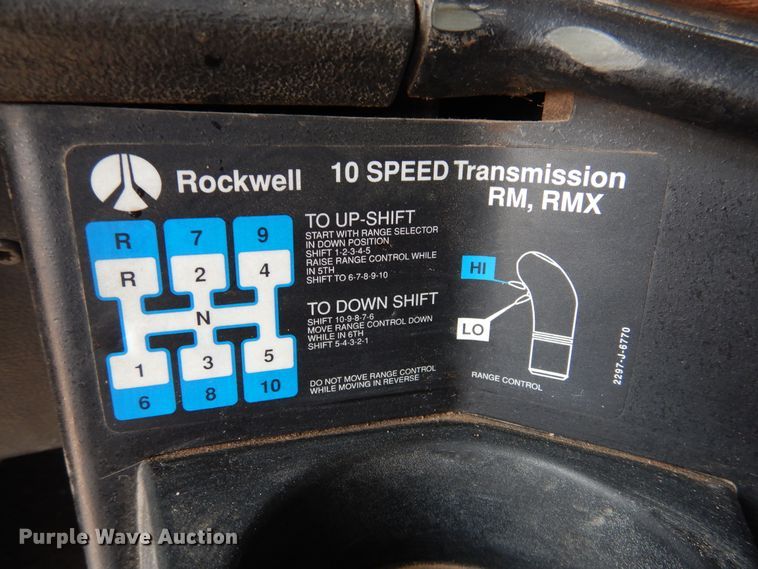 Rockwell 10 SPEED Transmission
RM, RMX
R 7 9
R 2 4
N
1 3 5
6 8 10
TO UP-SHIFT
START WITH RANGE SELECTOR
IN DOWN POSITION
SHIFT 1-2-3-4-5
RAISE RANGE CONTROL WHILE
IN 5TH
SHIFT TO 6-7-8-9-10
TO DOWN SHIFT
SHIFT 10-9-8-7-6
MOVE RANGE CONTROL DOWN
WHILE IN 6TH
SHIFT 5-4-3-2-1
DO NOT MOVE RANGE CONTROL
WHILE MOVING IN REVERSE
HI
LO
RANGE CONTROL
2297-J-6770
Purple Wave Auction